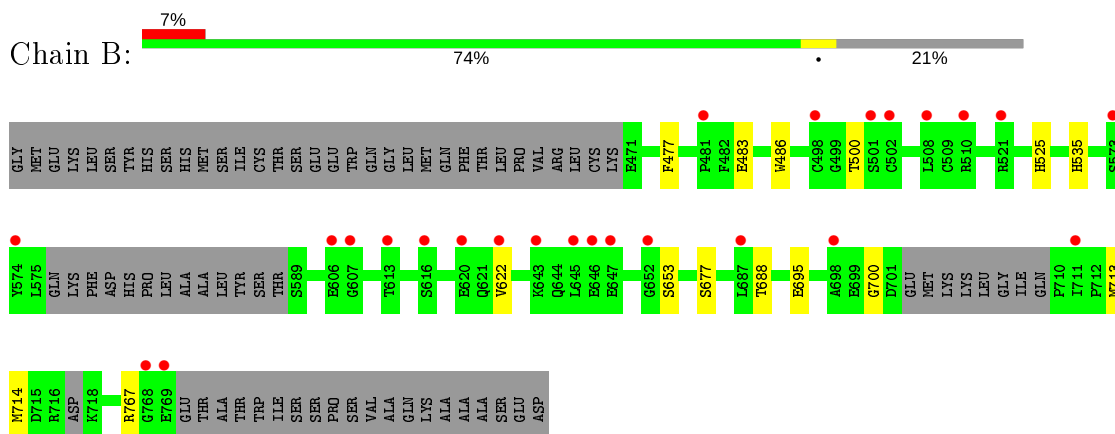 7%
Chain B:
74% • 21%
GLY MET GLU LYS LEU SER TYR HIS SER HIS MET SER ILE CYS THR SER GLU GLU TRP GLN GLY LEU MET GLN PHE THR LEU PRO VAL ARG LEU CYS LYS E471 F477 P481 F482 E483 W486 C498 G499 T500 S501 C502 L508 C509 R510 R521 H525 H535 S573
Y574 L575 GLN LYS PHE ASP HIS PRO LEU ALA ALA LEU TYR SER THR S589 E606 G607 T613 S616 E620 Q621 V622 K643 Q644 L645 E646 E647 G652 S653 S677 L687 T688 E695 A698 E699 G700 D701 GLU MET LYS LYS LEU GLY ILE GLN P710 I711 F712 M713
M714 D715 R716 ASP K718 R767 G768 E769 GLU THR ALA THR TRP ILE SER SER PRO SER VAL ALA GLN LYS ALA ALA ALA SER GLU ASP